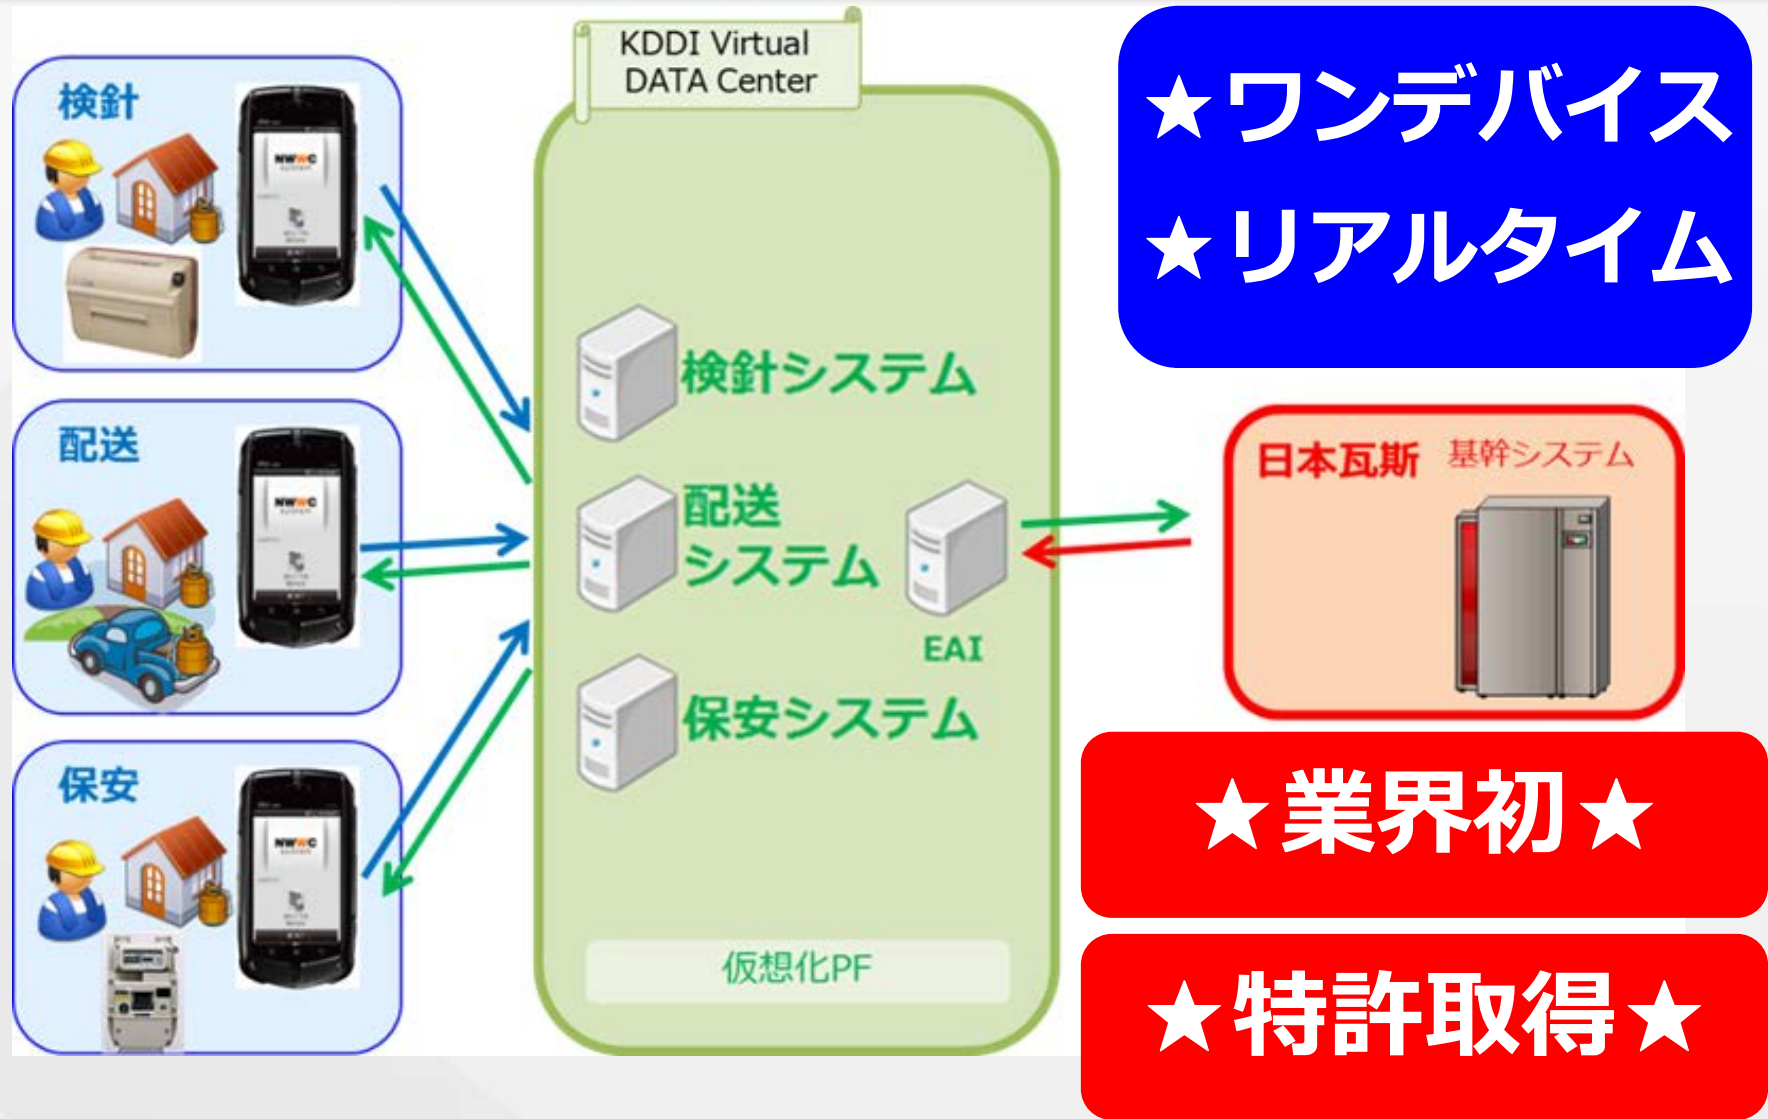 KDDI Virtual
DATA Center
検針
NWWC
配送
NWWC
保安
NWWC
検針システム
配送
システム
EAI
保安システム
仮想化PF
★ワンデバイス
★リアルタイム
日本瓦斯 基幹システム
★業界初★
★特許取得★